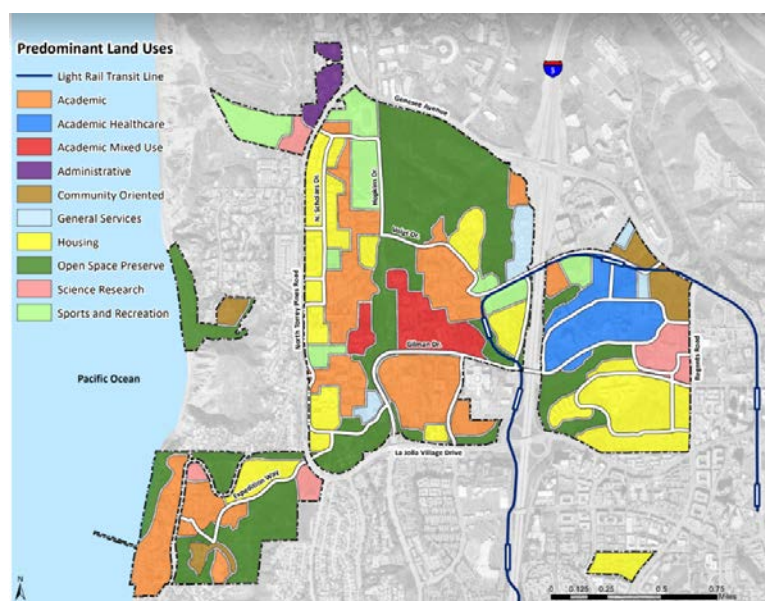 Predominant Land Uses
Light Rail Transit Line
Academic
Academic Healthcare
Academic Mixed Use
Administrative
Community Oriented
General Services
Housing
Open Space Preserve
Science Research
Sports and Recreation
5
Genesee Avenue
N. Scholars Dr.
Hopkins Dr.
Voigt Dr.
North Torrey Pines Road
Gilman Dr.
Regents Road
Pacific Ocean
La Jolla Village Drive
Expedition Way
N
0 0.125 0.25 0.5 0.75
Miles